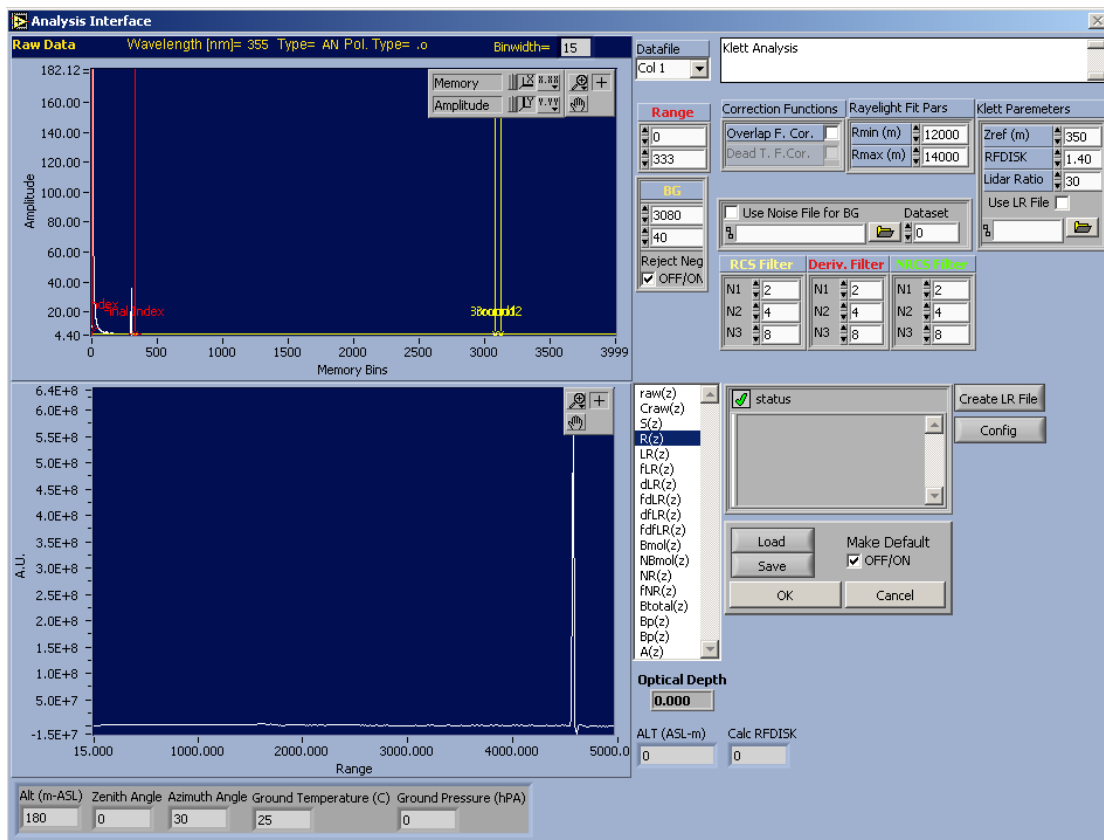 Analysis Interface
Raw Data Wavelength [nm]= 355 Type= AN Pol. Type= .o Binwidth= 15
182.12
160.00
140.00
120.00
100.00
80.00
60.00
40.00
20.00
4.40
Amplitude
Memory X.XX
Amplitude Y.YY
Final Index
0 500 1000 1500 2000 2500 3000 3500 3999
Memory Bins
Datafile
Col 1
Klett Analysis
Range
0
333
BG
3080
40
Reject Neg
OFF/ON
Correction Functions
Overlap F. Cor.
Dead T. F.Cor.
Rayelight Fit Pars
Rmin (m) 12000
Rmax (m) 14000
Klett Paremeters
Zref (m) 350
RFDISK 1.40
Lidar Ratio 30
Use LR File
Use Noise File for BG Dataset
0
RCS Filter Deriv. Filter NRCS Filter
N1 2 N1 2 N1 2
N2 4 N2 4 N2 4
N3 8 N3 8 N3 8
6.4E+8
6.0E+8
5.5E+8
5.0E+8
4.5E+8
4.0E+8
3.5E+8
3.0E+8
2.5E+8
2.0E+8
1.5E+8
1.0E+8
5.0E+7
-1.5E+7
A.U.
15.000 1000.000 2000.000 3000.000 4000.000 5000.0
Range
raw(z)
Craw(z)
S(z)
R(z)
LR(z)
fLR(z)
dLR(z)
fdLR(z)
dfLR(z)
fdfLR(z)
Bmol(z)
NBmol(z)
NR(z)
fNR(z)
Btotal(z)
Bp(z)
Bp(z)
A(z)
status
Create LR File
Config
Load
Save
Make Default
OFF/ON
OK Cancel
Optical Depth
0.000
ALT (ASL-m) Calc RFDISK
0 0
Alt (m-ASL) Zenith Angle Azimuth Angle Ground Temperature (C) Ground Pressure (hPA)
180 0 30 25 0